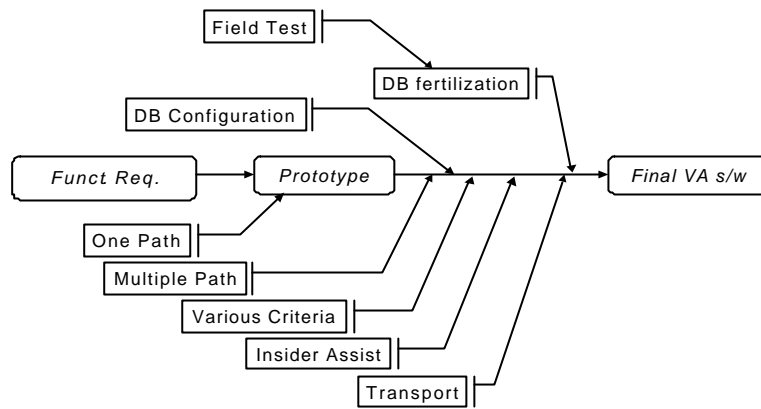 Field Test
DB fertilization
DB Configuration
Funct. Req.
Prototype
Final VA s/w
One Path
Multiple Path
Various Criteria
Insider Assist
Transport